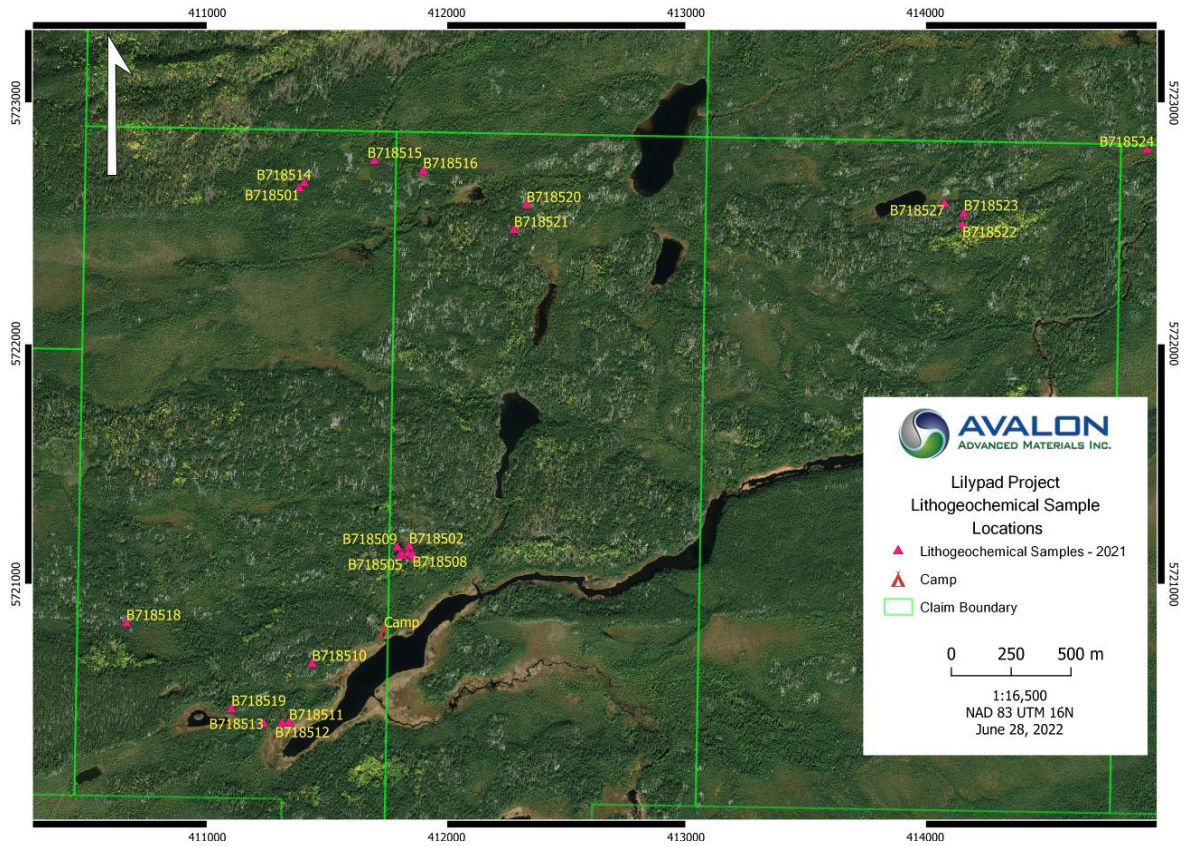 411000 412000 413000 414000
5723000 5723000
B718524
B718515
B718516
B718514
B718501
B718520
B718521
B718527
B718523
B718522
5722000 5722000
AVALON
ADVANCED MATERIALS INC.
Lilypad Project
Lithogeochemical Sample
Locations
Lithogeochemical Samples - 2021
Camp
Claim Boundary
0 250 500 m
1:16,500
NAD 83 UTM 16N
June 28, 2022
B718509 B718502
B718505 B718508
5721000 5721000
B718518
Camp
B718510
B718519
B718513
B718511
B718512
411000 412000 413000 414000